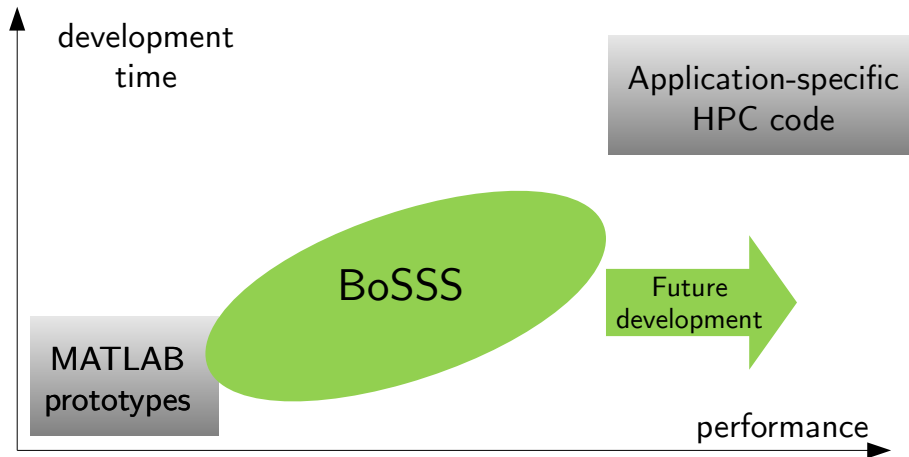 development
time
Application-specific
HPC code
BoSSS
Future
development
MATLAB
prototypes
performance